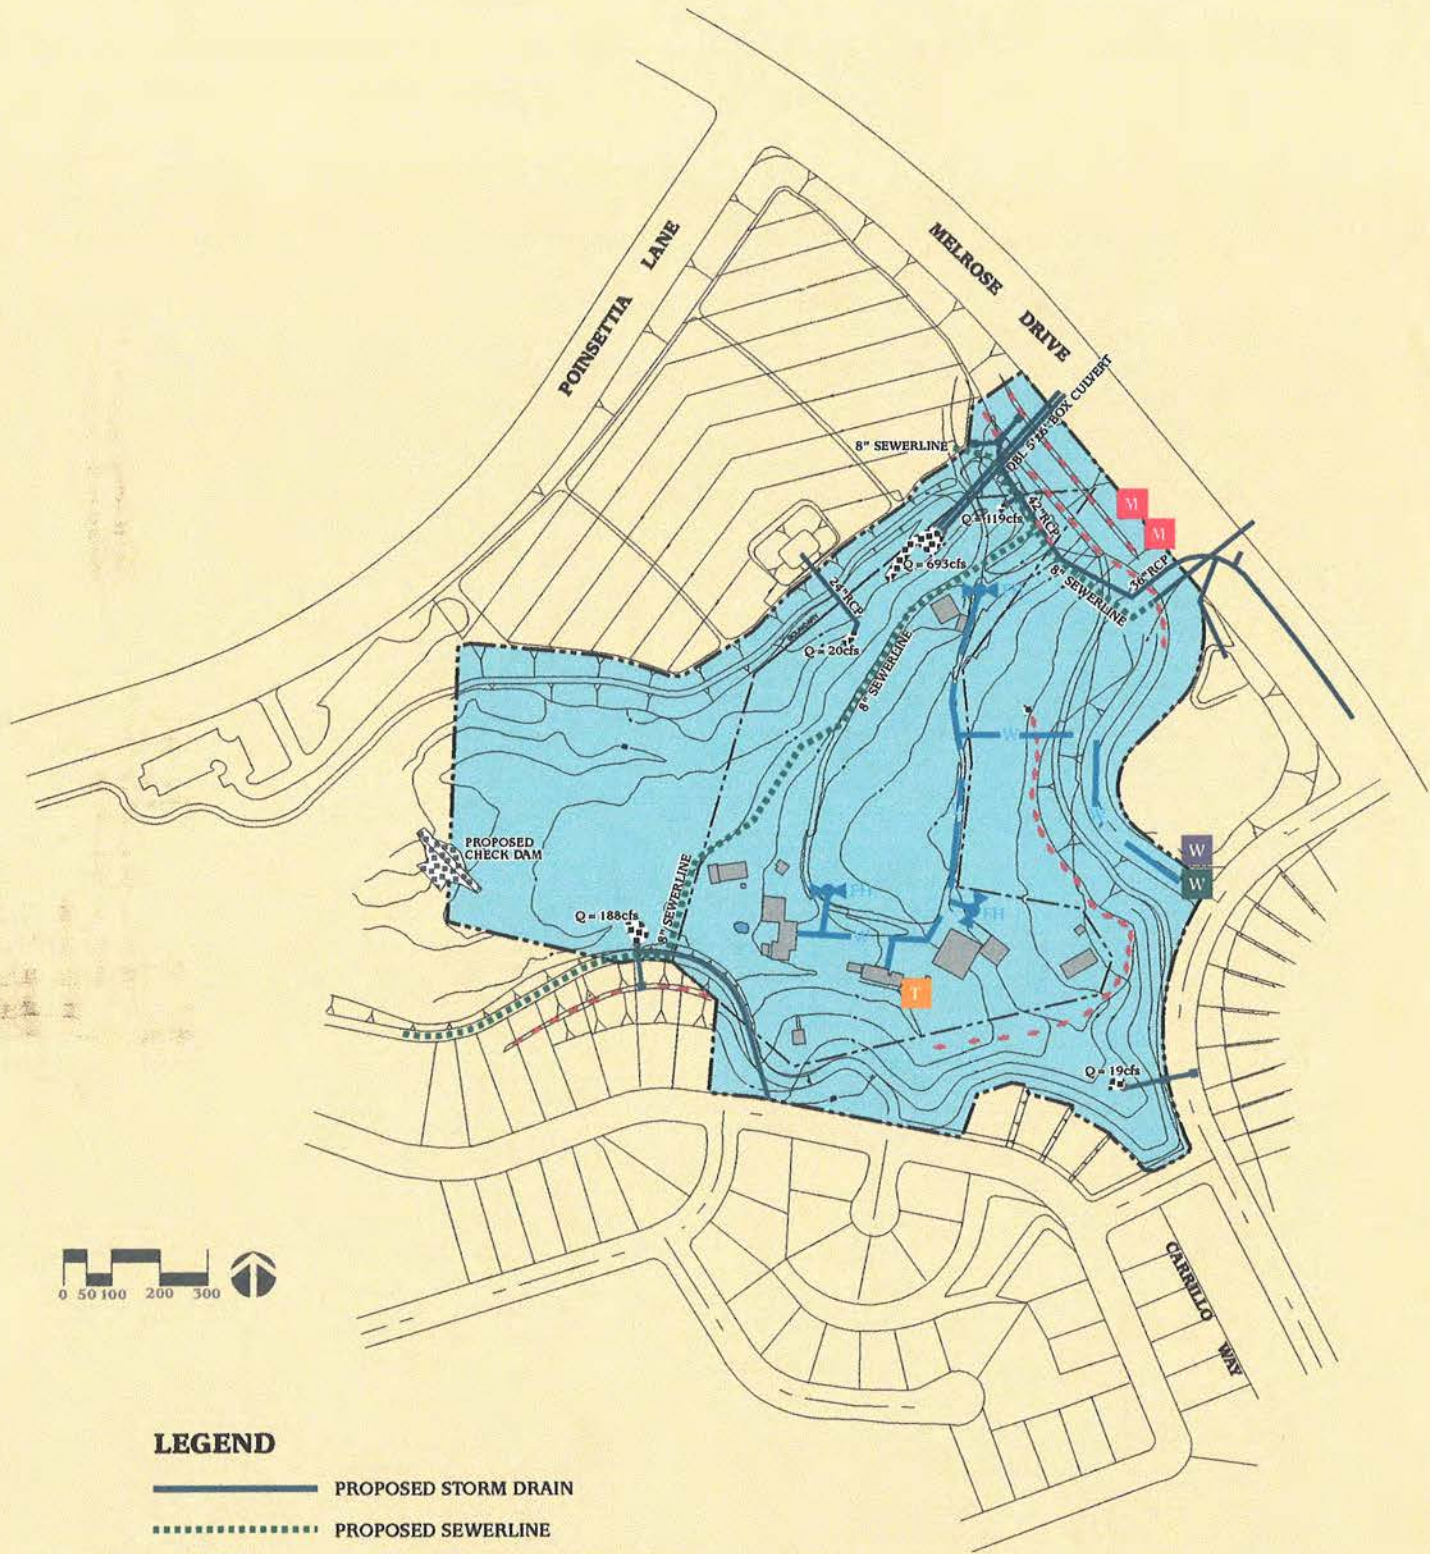 POINSETTIA LANE
MELROSE DRIVE
DBL 5'X6' BOX CULVERT
8" SEWERLINE
Q = 119cfs
42" RCP
M
M
Q = 693cfs
36" RCP
8" SEWERLINE
24" RCP
BOUNDARY
Q = 20cfs
8" SEWERLINE
W
PROPOSED
CHECK DAM
W
W
8" SEWERLINE
FH
FH
Q = 188cfs
T
Q = 19cfs
CARRILLO WAY
0 50 100 200 300
LEGEND
PROPOSED STORM DRAIN
PROPOSED SEWERLINE